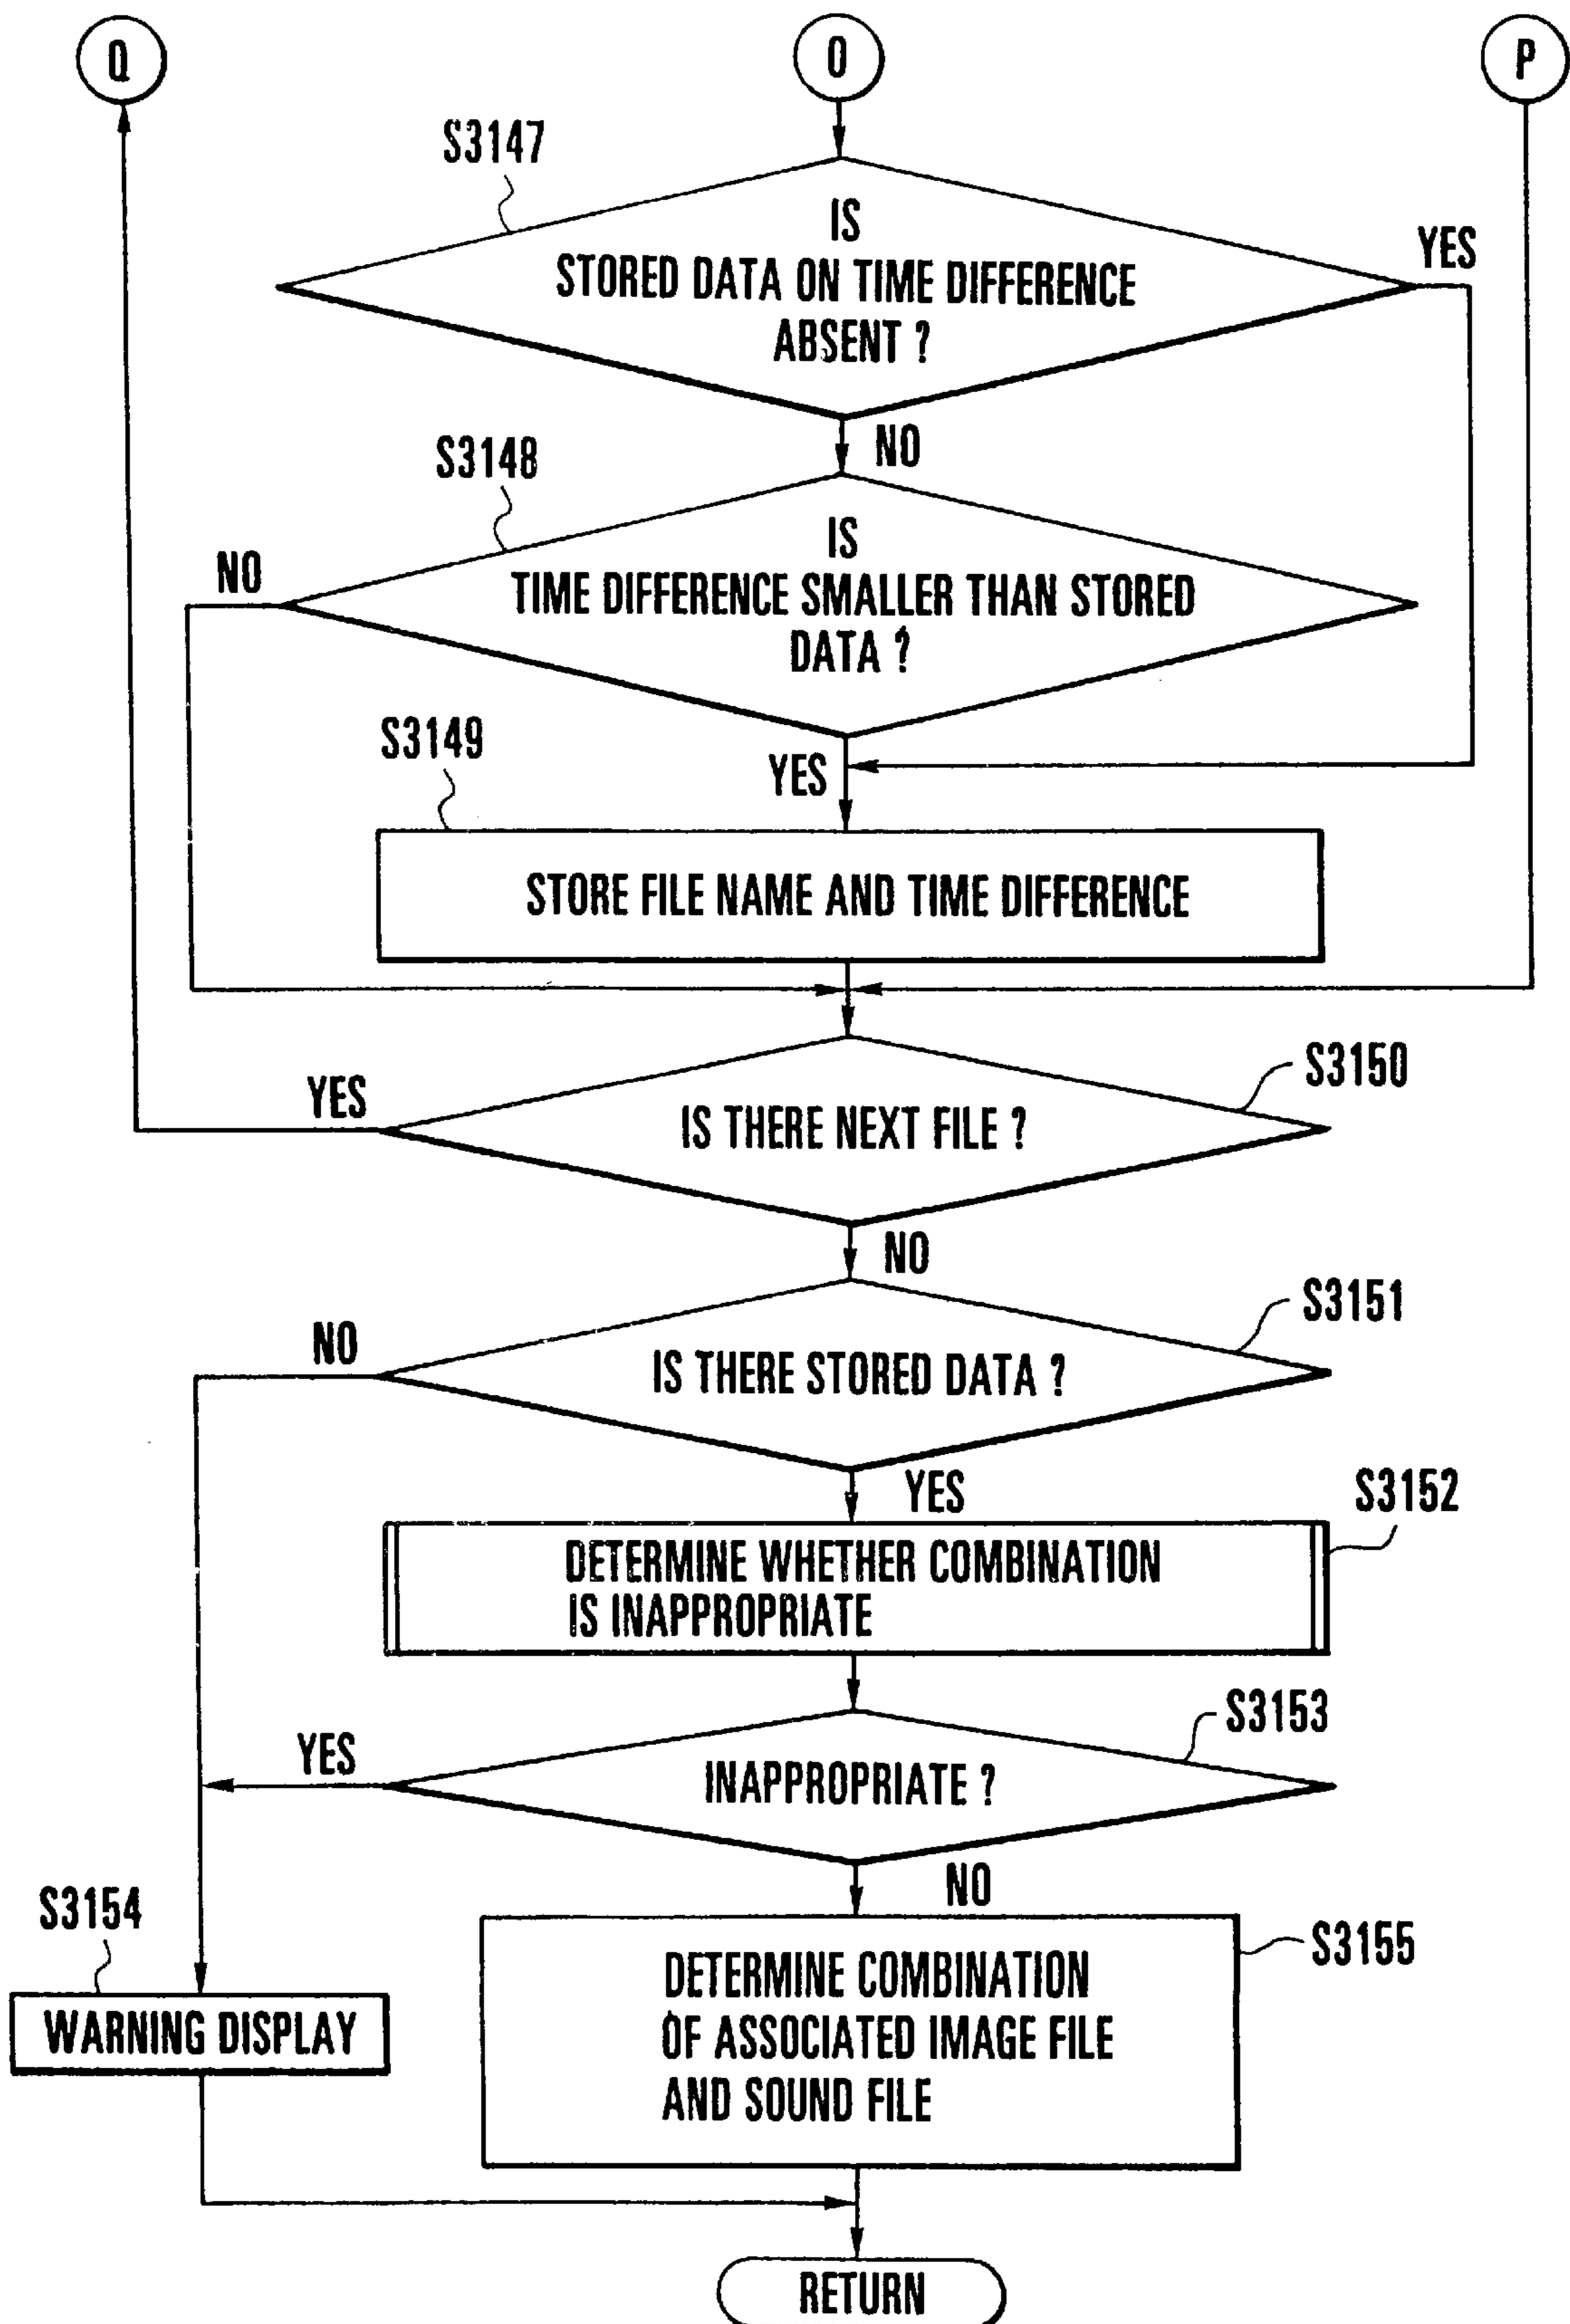 Q
O
P
S3147
IS
STORED DATA ON TIME DIFFERENCE
ABSENT ?
YES
NO
S3148
IS
TIME DIFFERENCE SMALLER THAN STORED
DATA ?
NO
YES
S3149
STORE FILE NAME AND TIME DIFFERENCE
S3150
IS THERE NEXT FILE ?
YES
NO
S3151
IS THERE STORED DATA ?
NO
YES
S3152
DETERMINE WHETHER COMBINATION
IS INAPPROPRIATE
S3153
INAPPROPRIATE ?
YES
NO
S3154
WARNING DISPLAY
S3155
DETERMINE COMBINATION
OF ASSOCIATED IMAGE FILE
AND SOUND FILE
RETURN